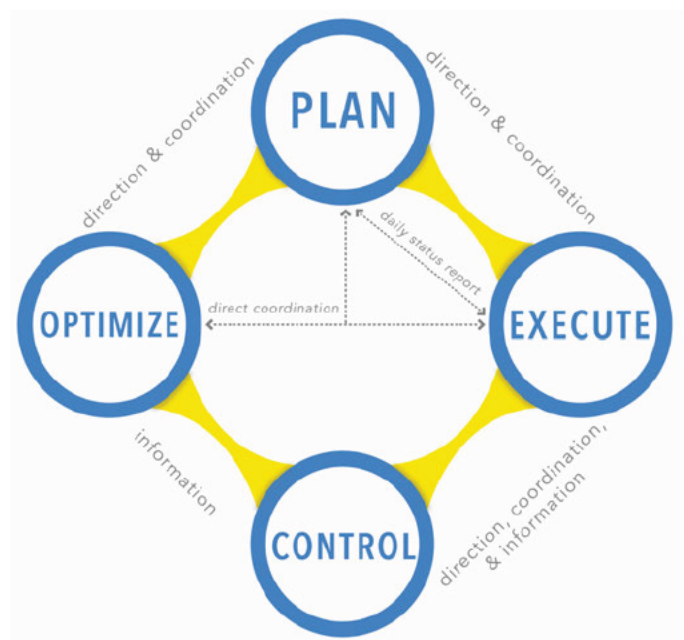 PLAN
direction & coordination
direction & coordination
daily status report
direct coordination
OPTIMIZE
EXECUTE
information
CONTROL
direction, coordination,
& information